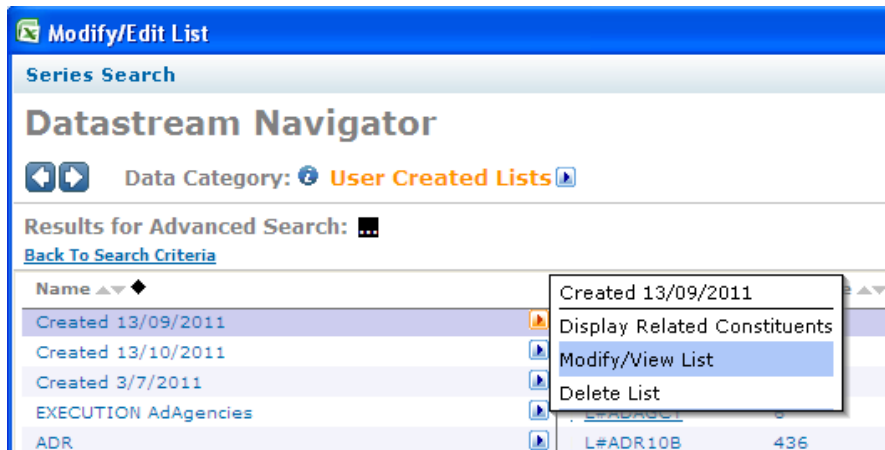 Modify/Edit List
Series Search
Datastream Navigator
Data Category: User Created Lists
Results for Advanced Search: ...
Back To Search Criteria
Name
Created 13/09/2011
Created 13/10/2011
Created 3/7/2011
EXECUTION AdAgencies
ADR L#ADR10B 436
Created 13/09/2011
Display Related Constituents
Modify/View List
Delete List